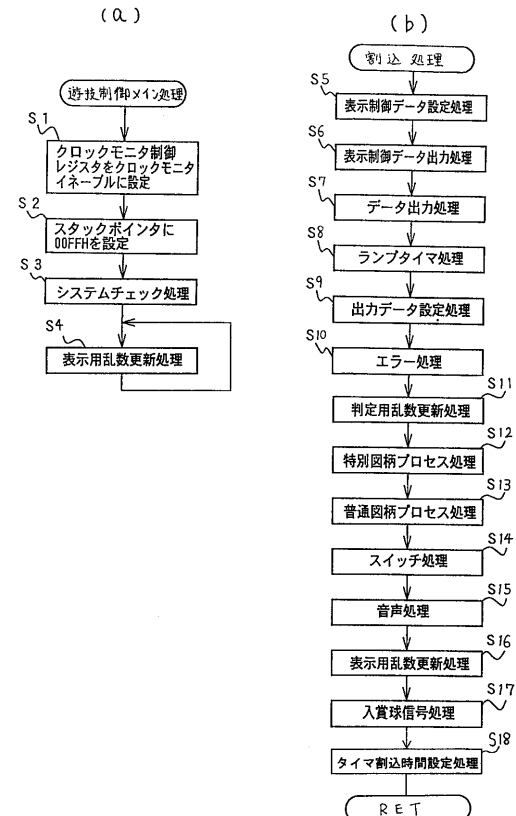 (a)
遊技制御メイン処理
S1
クロックモニタ制御
レジスタをクロックモニタ
イネーブルに設定
S2
スタックポインタに
00FFHを設定
S3
システムチェック処理
S4
表示用乱数更新処理
(b)
割込処理
S5
表示制御データ設定処理
S6
表示制御データ出力処理
S7
データ出力処理
S8
ランプタイマ処理
S9
出力データ設定処理
S10
エラー処理
S11
判定用乱数更新処理
S12
特別図柄プロセス処理
S13
普通図柄プロセス処理
S14
スイッチ処理
S15
音声処理
S16
表示用乱数更新処理
S17
入賞球信号処理
S18
タイマ割込時間設定処理
RET